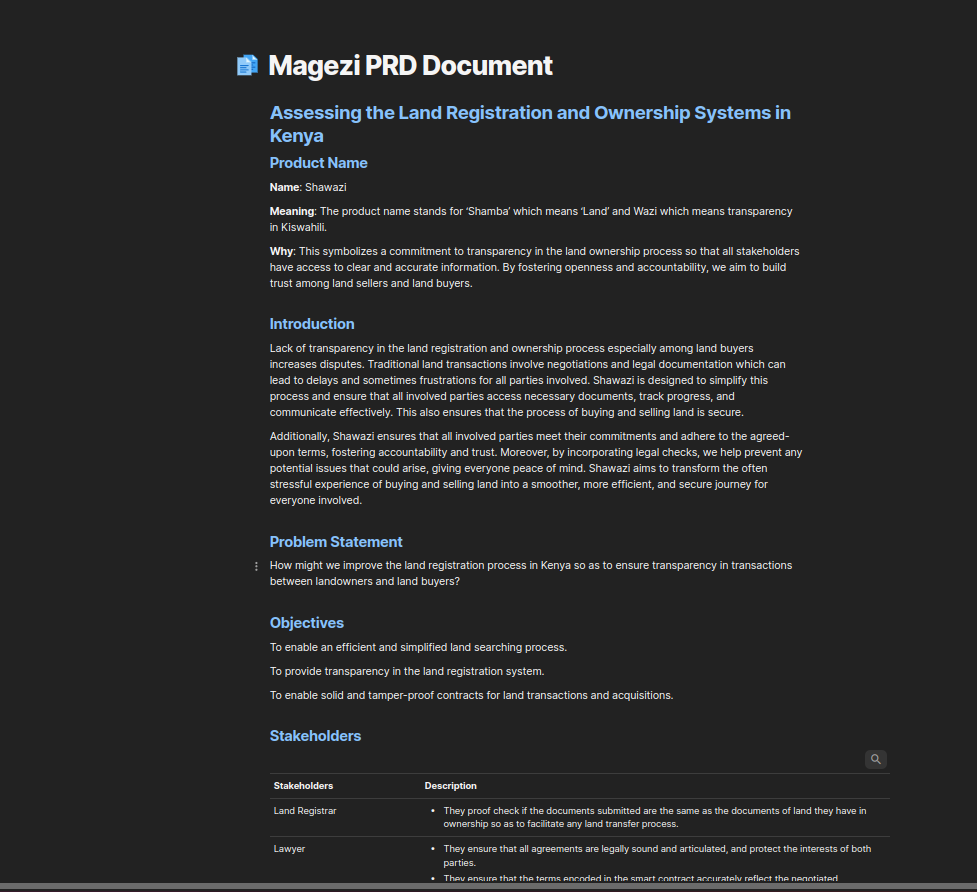 Magezi PRD Document
Assessing the Land Registration and Ownership Systems in
Kenya
Product Name
Name: Shawazi
Meaning: The product name stands for ‘Shamba’ which means ‘Land’ and Wazi which means transparency
in Kiswahili.
Why: This symbolizes a commitment to transparency in the land ownership process so that all stakeholders
have access to clear and accurate information. By fostering openness and accountability, we aim to build
trust among land sellers and land buyers.
Introduction
Lack of transparency in the land registration and ownership process especially among land buyers
increases disputes. Traditional land transactions involve negotiations and legal documentation which can
lead to delays and sometimes frustrations for all parties involved. Shawazi is designed to simplify this
process and ensure that all involved parties access necessary documents, track progress, and
communicate effectively. This also ensures that the process of buying and selling land is secure.
Additionally, Shawazi ensures that all involved parties meet their commitments and adhere to the agreed-
upon terms, fostering accountability and trust. Moreover, by incorporating legal checks, we help prevent any
potential issues that could arise, giving everyone peace of mind. Shawazi aims to transform the often
stressful experience of buying and selling land into a smoother, more efficient, and secure journey for
everyone involved.
Problem Statement
How might we improve the land registration process in Kenya so as to ensure transparency in transactions
between landowners and land buyers?
Objectives
To enable an efficient and simplified land searching process.
To provide transparency in the land registration system.
To enable solid and tamper-proof contracts for land transactions and acquisitions.
Stakeholders
Stakeholders Description
Land Registrar • They proof check if the documents submitted are the same as the documents of land they have in
ownership so as to facilitate any land transfer process.
Lawyer • They ensure that all agreements are legally sound and articulated, and protect the interests of both
parties.
• They ensure that the terms encoded in the smart contract accurately reflect the negotiated